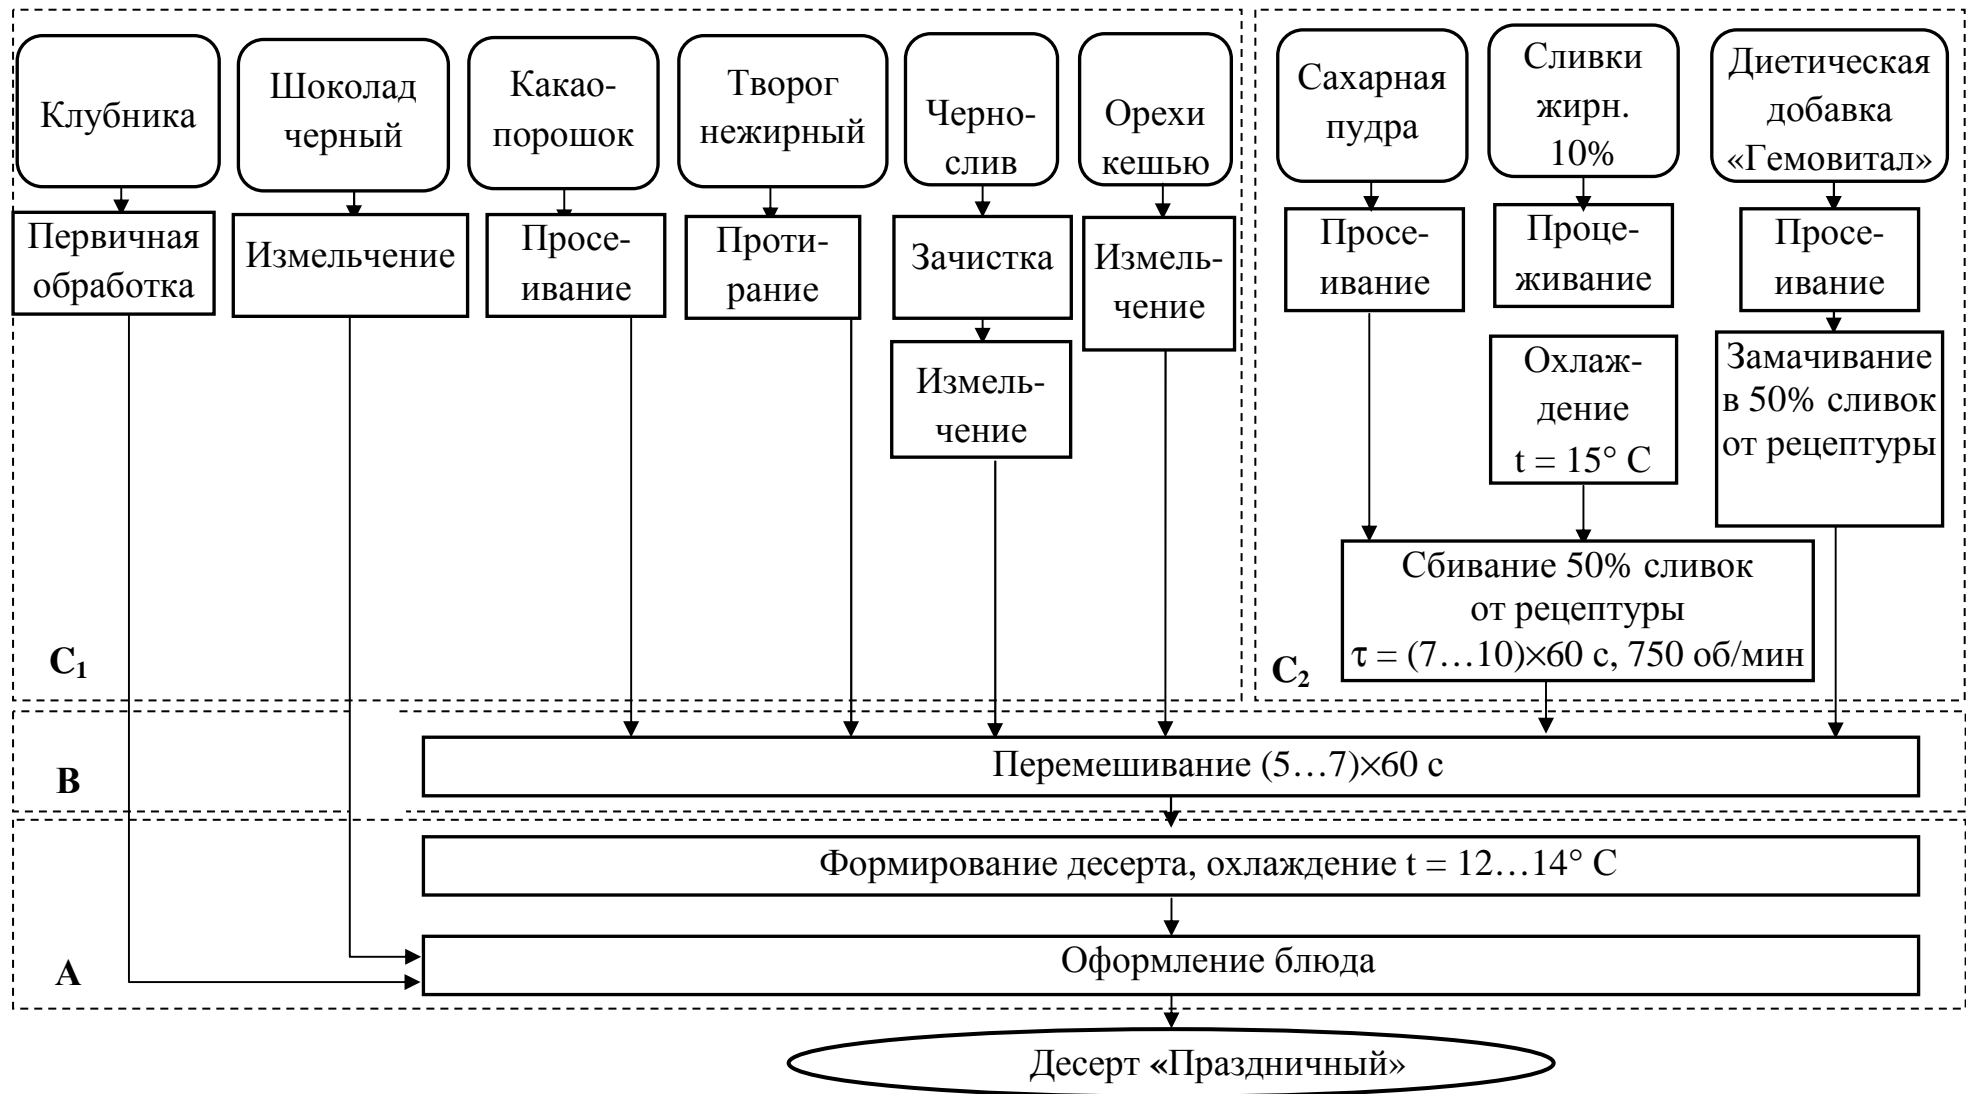 Клубника
Шоколад
черный
Какао-
порошок
Творог
нежирный
Черно-
слив
Орехи
кешью
Сахарная
пудра
Сливки
жирн.
10%
Диетическая
добавка
«Гемовитал»
Первичная
обработка
Измельчение
Просе-
ивание
Проти-
рание
Зачистка
Измель-
чение
Просе-
ивание
Проце-
живание
Просе-
ивание
Измель-
чение
Охлаж-
дение
t = 15° С
Замачивание
в 50% сливок
от рецептуры
Сбивание 50% сливок
от рецептуры
τ = (7…10)×60 с, 750 об/мин
С1
С2
В
Перемешивание (5…7)×60 с
Формирование десерта, охлаждение t = 12…14° С
А
Оформление блюда
Десерт «Праздничный»